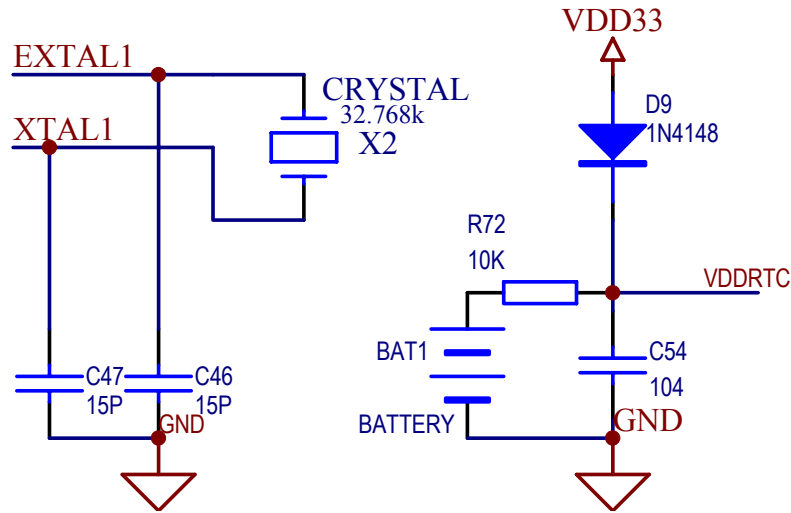 EXTAL1
XTAL1
CRYSTAL
32.768k
X2
C47
15P
C46
15P
GND
VDD33
D9
1N4148
R72
10K
VDDRTC
BAT1
BATTERY
C54
104
GND